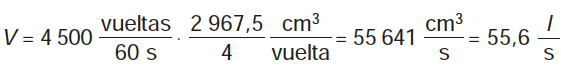 V = 4 500 vueltas/60 s · 2 967,5/4 cm³/vuelta = 55 641 cm³/s = 55,6 l/s